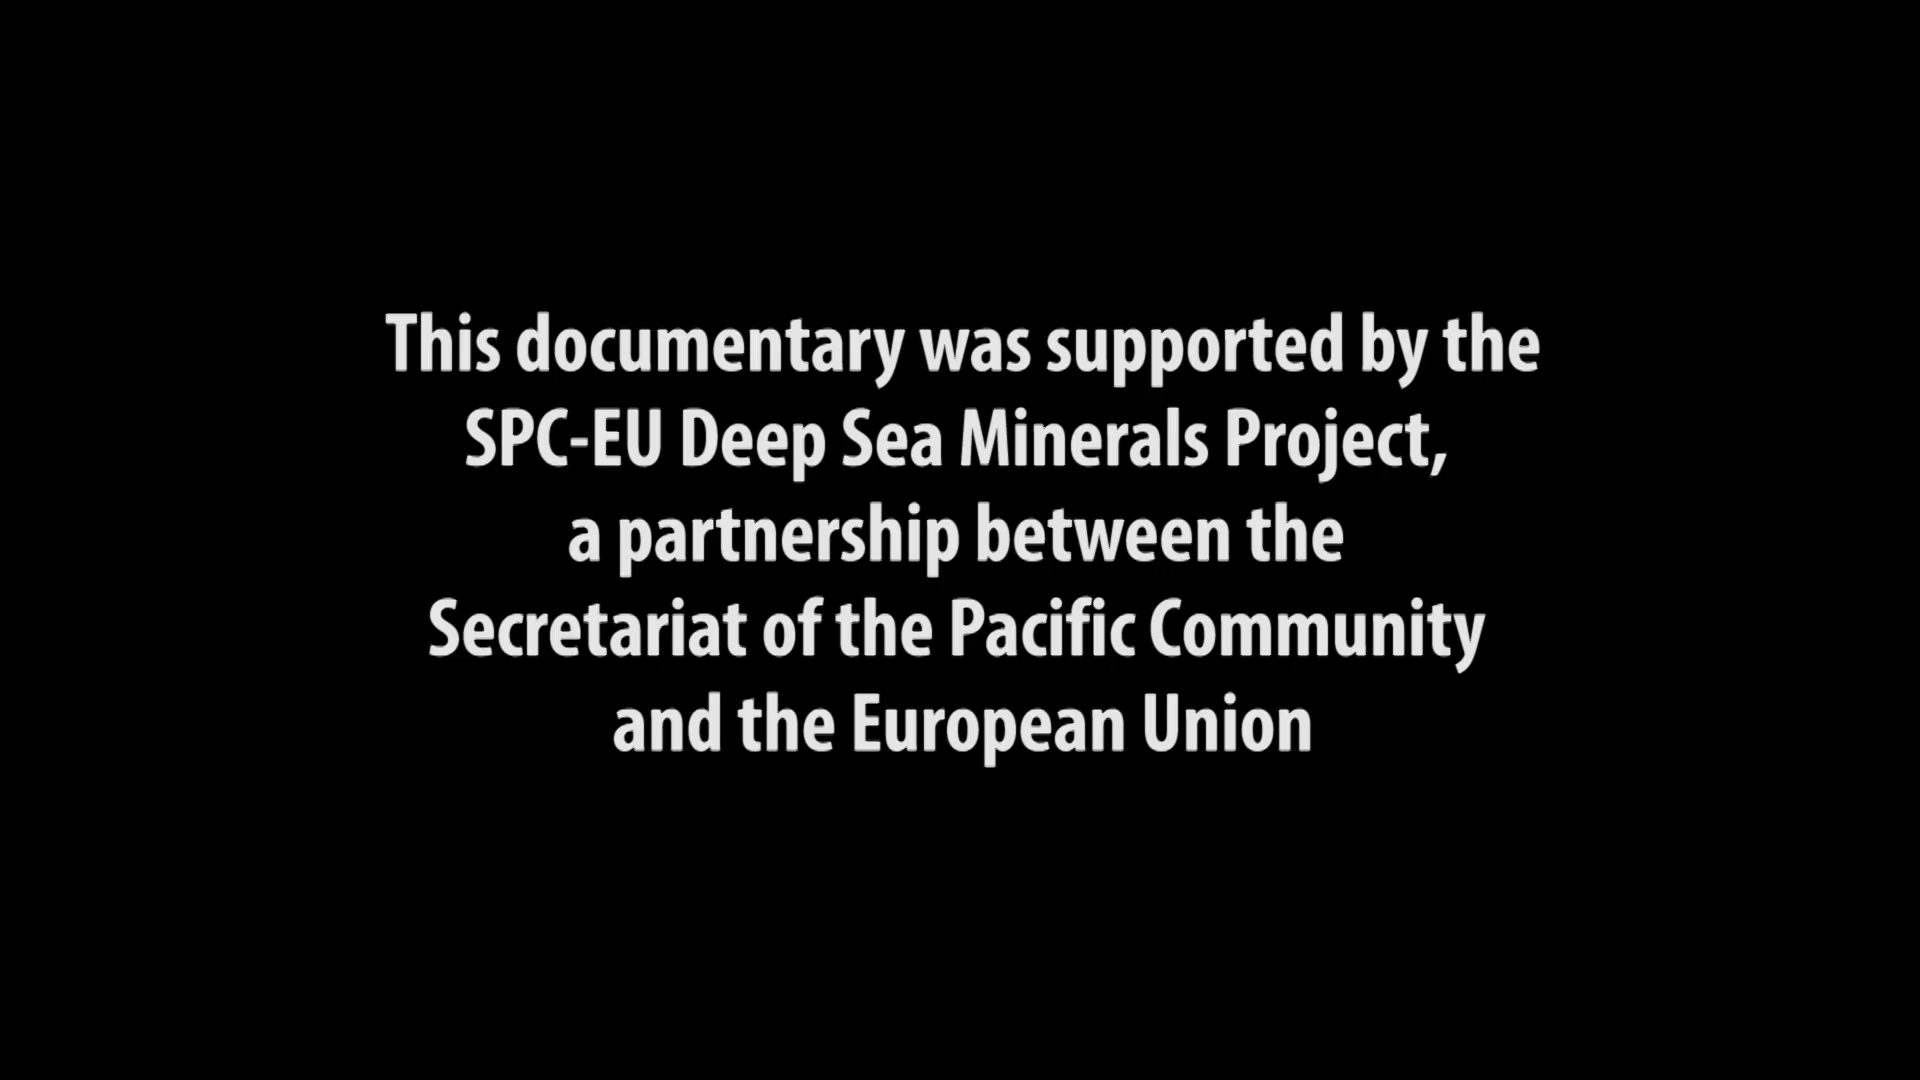 This documentary was supported by the
SPC-EU Deep Sea Minerals Project,
a partnership between the
Secretariat of the Pacific Community
and the European Union